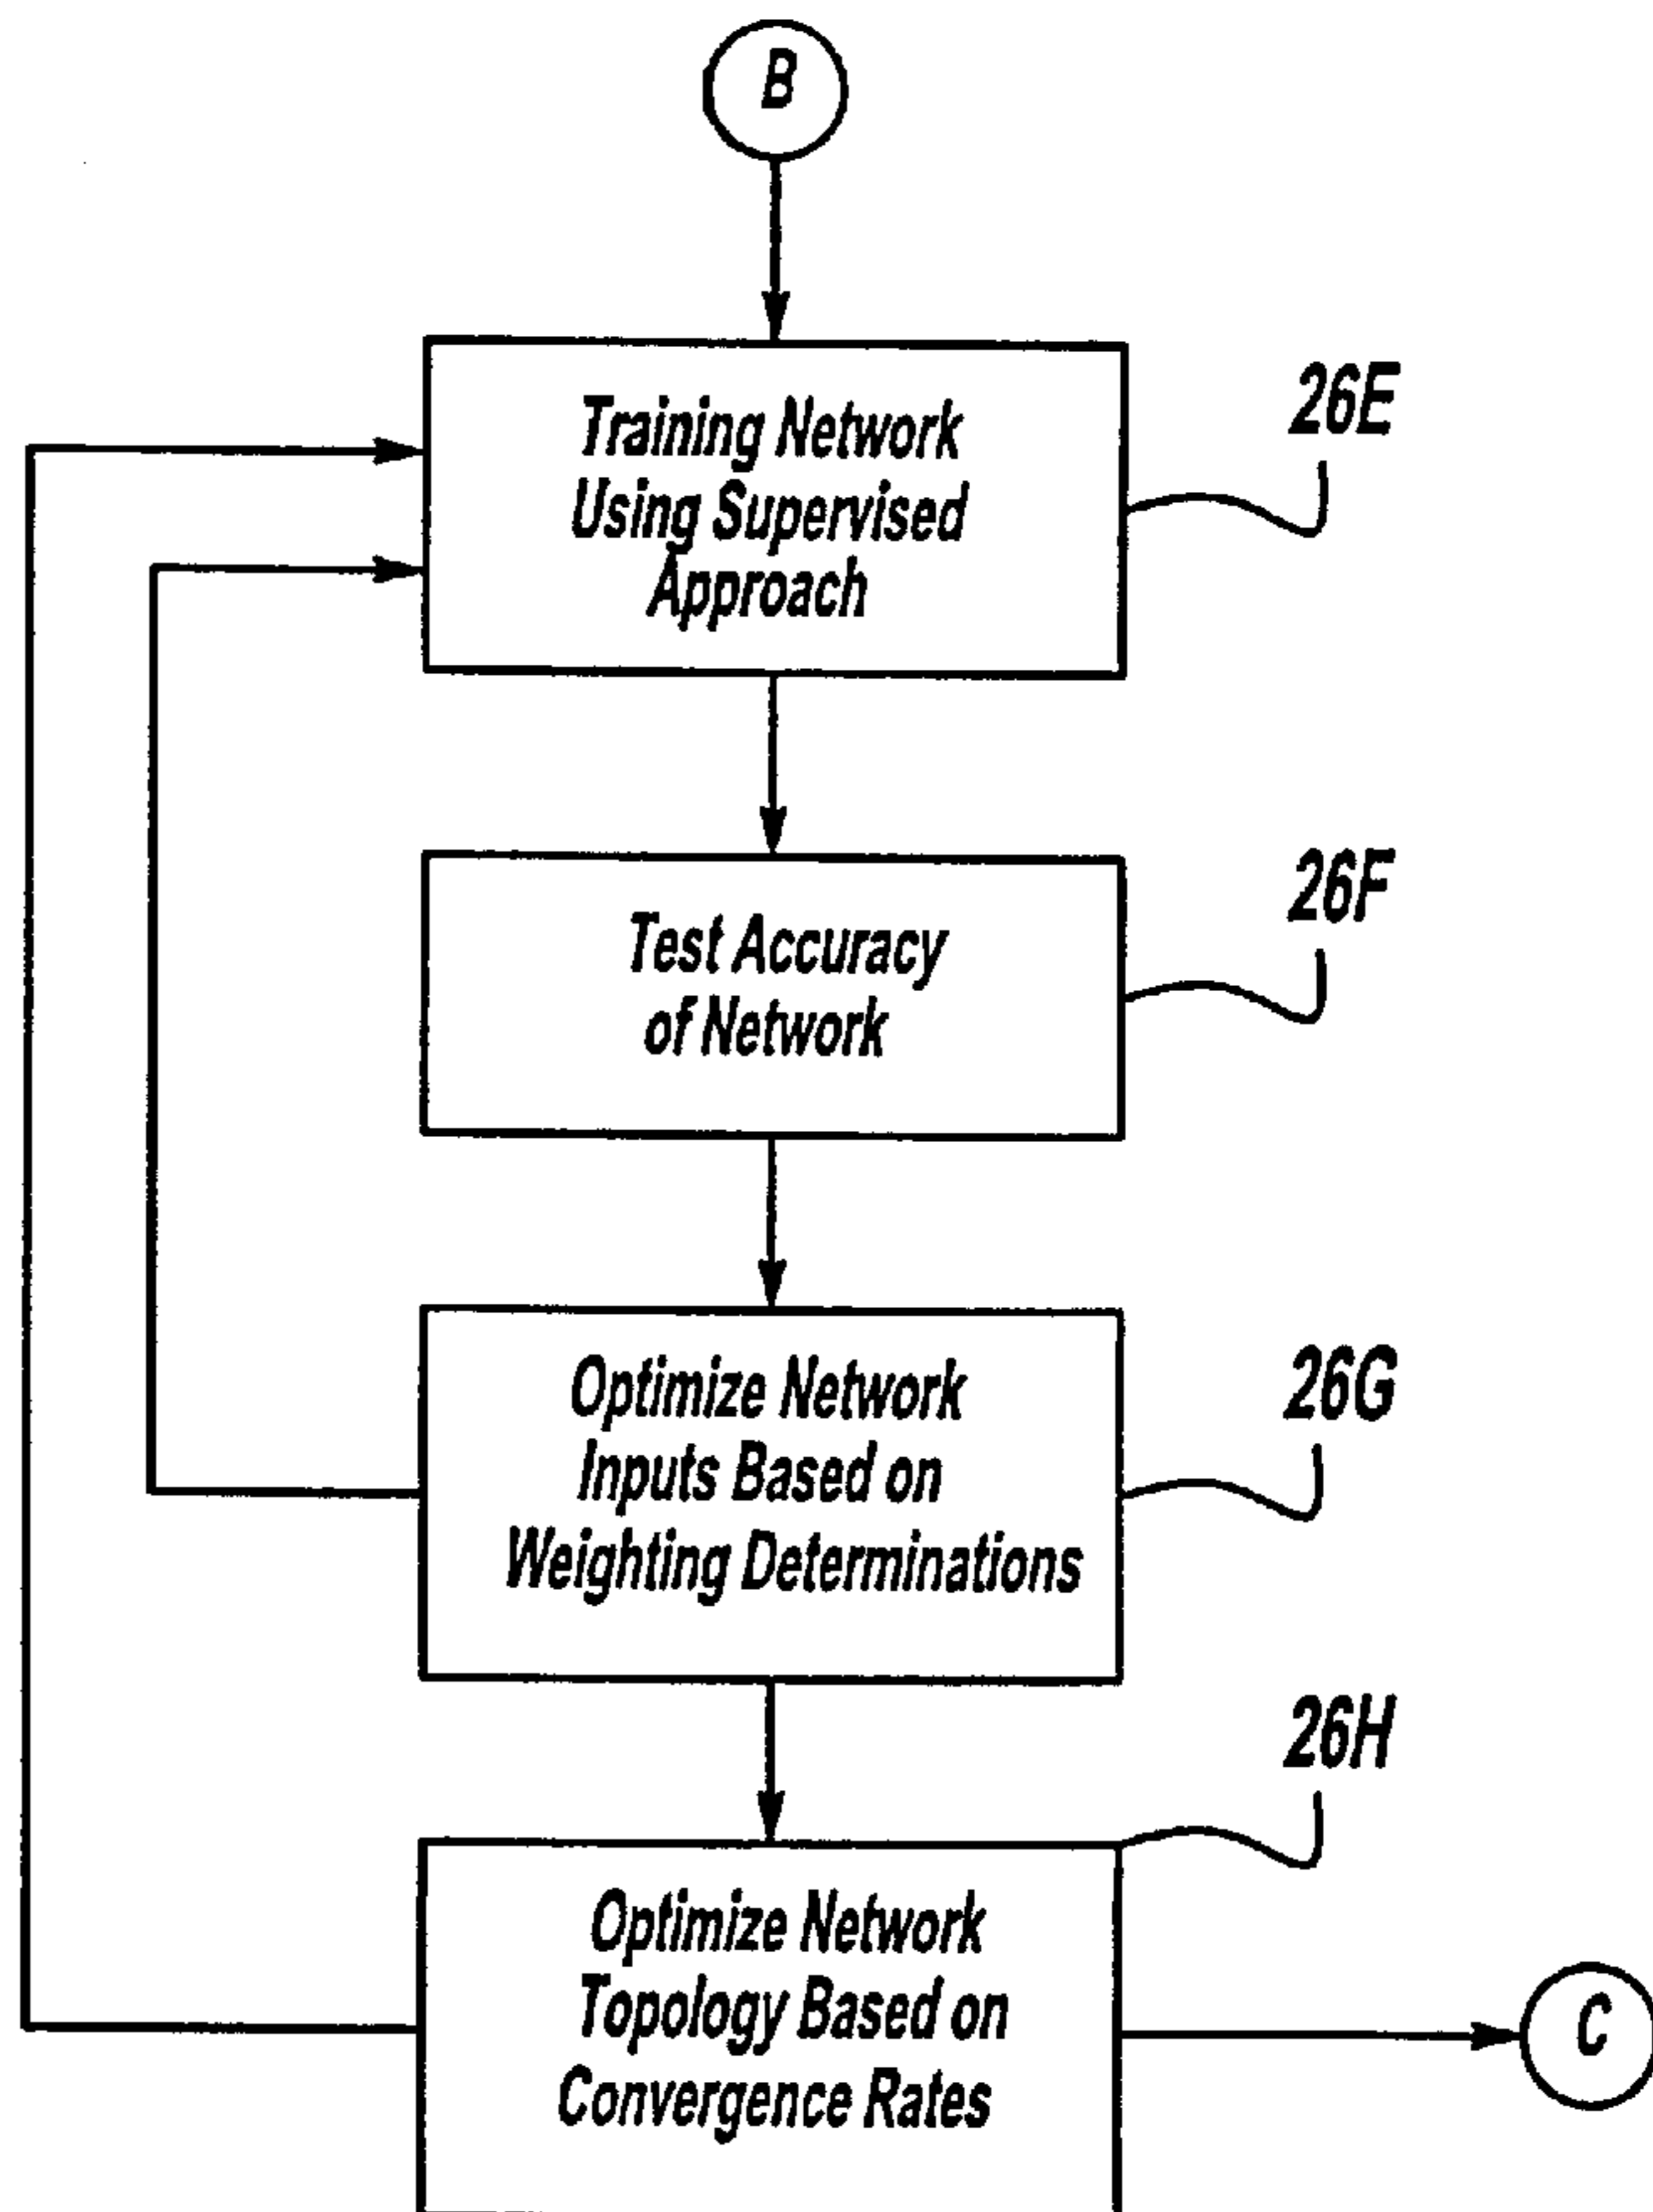 B
Training Network
Using Supervised
Approach
26E
Test Accuracy
of Network
26F
Optimize Network
Inputs Based on
Weighting Determinations
26G
26H
Optimize Network
Topology Based on
Convergence Rates
C